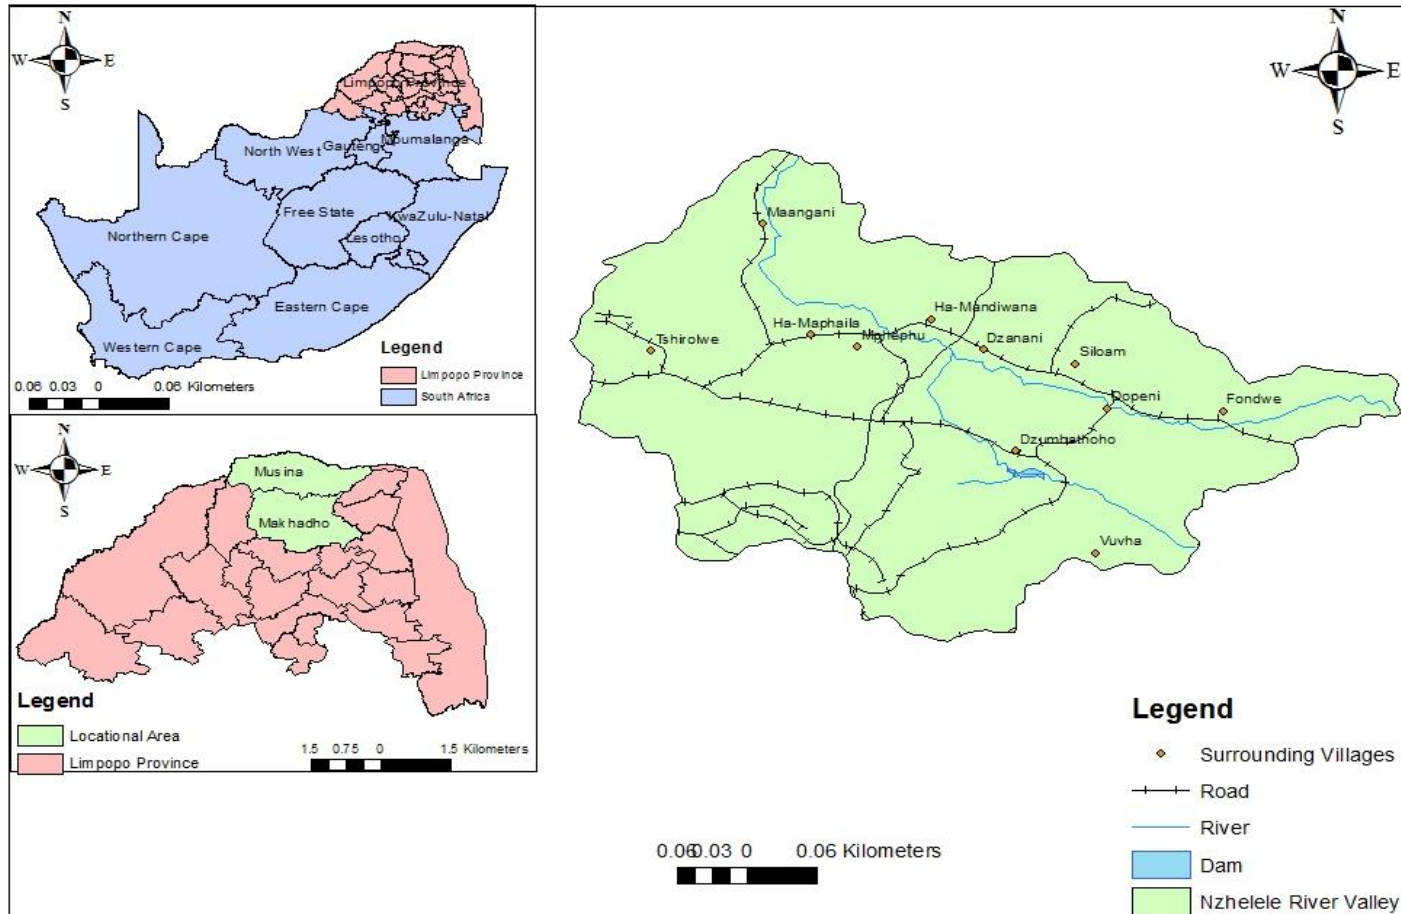 N
W E
S
Limpopo Province
North West
Gauteng
Mpumalanga
Free State
KwaZulu-Natal
Lesotho
Northern Cape
Eastern Cape
Western Cape
Legend
Limpopo Province
South Africa
0.06 0.03 0 0.06 Kilometers
N
W E
S
Musina
Makhadho
Legend
Locational Area
Limpopo Province
1.5 0.75 0 1.5 Kilometers
N
W E
S
Maangani
Ha-Mandiwana
Ha-Maphaila
Mphephu
Dzanani
Tshirolwe
Siloam
Dopeni
Fondwe
Dzumbathoho
Vuvha
0.06 0.03 0 0.06 Kilometers
Legend
Surrounding Villages
Road
River
Dam
Nzhelele River Valley